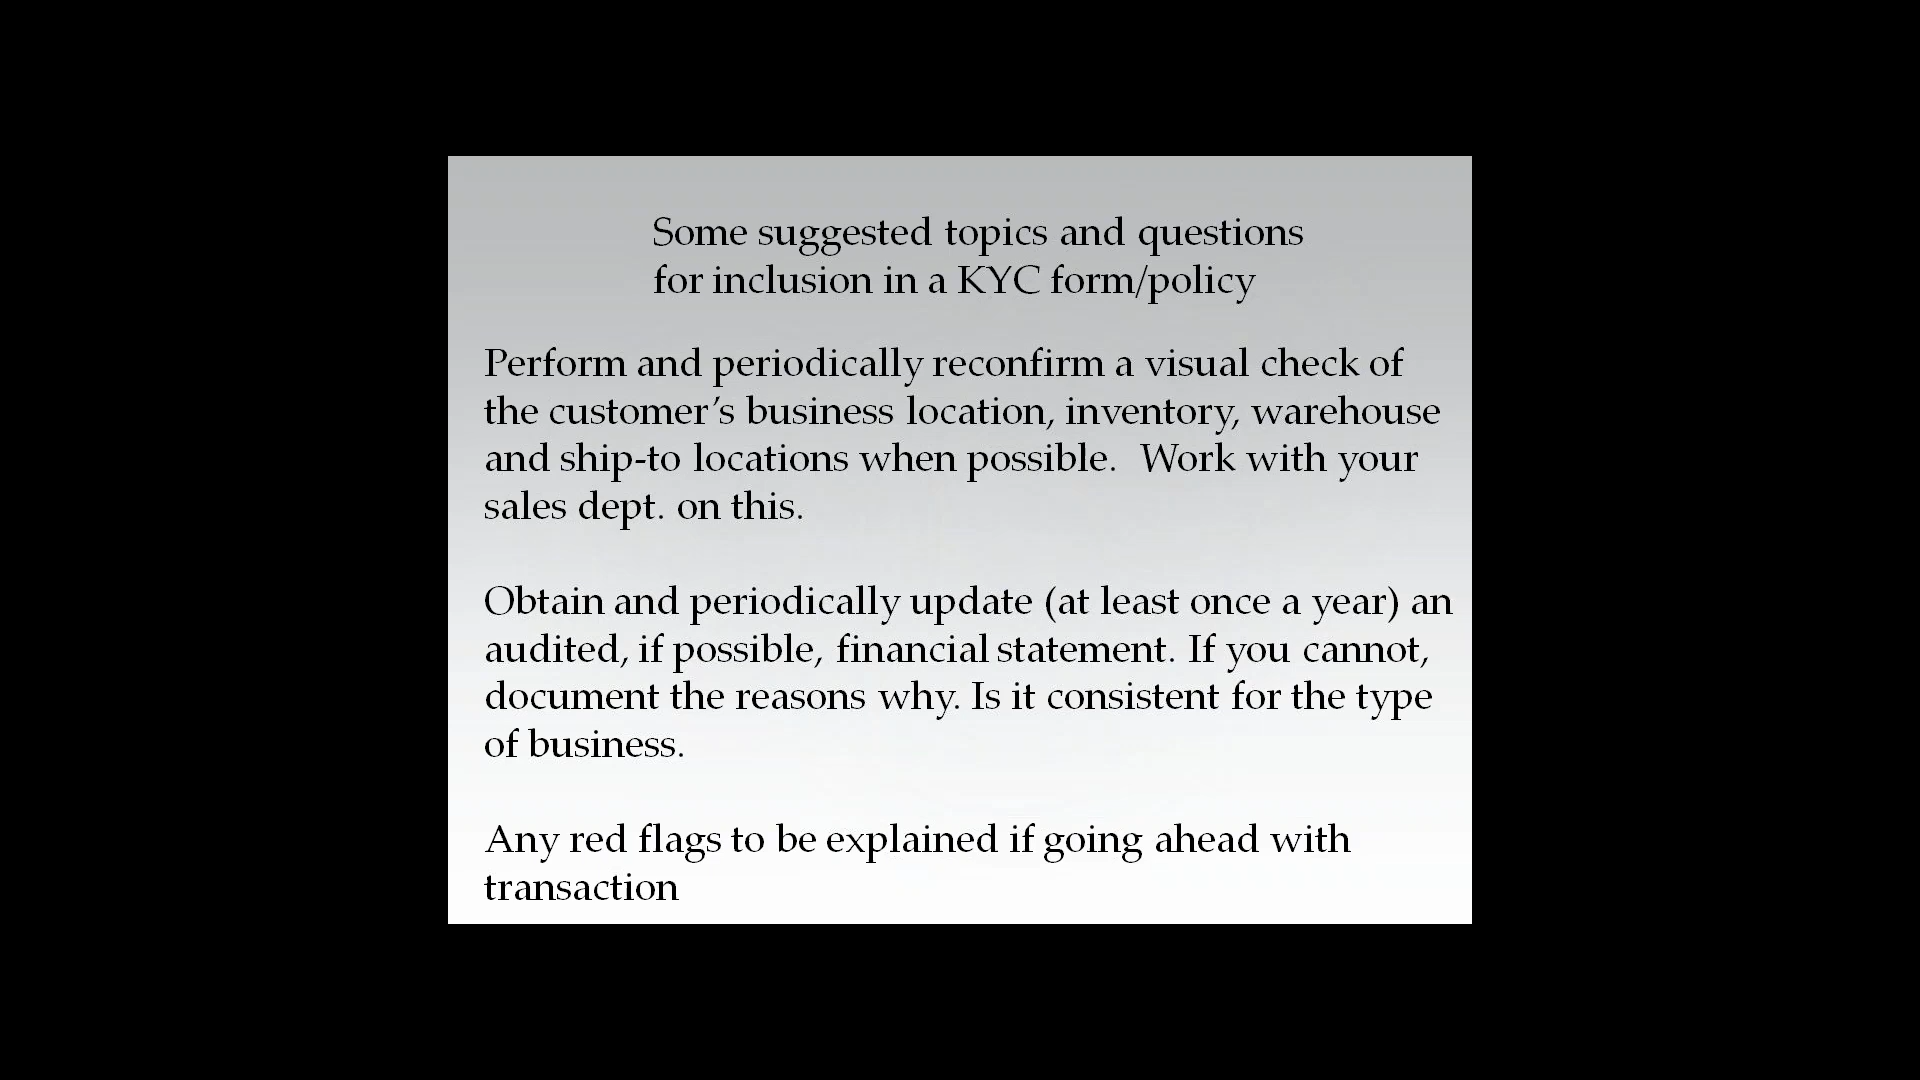 Some suggested topics and questions
for inclusion in a KYC form/policy
Perform and periodically reconfirm a visual check of
the customer’s business location, inventory, warehouse
and ship-to locations when possible.  Work with your
sales dept. on this.
Obtain and periodically update (at least once a year) an
audited, if possible, financial statement. If you cannot,
document the reasons why. Is it consistent for the type
of business.
Any red flags to be explained if going ahead with
transaction